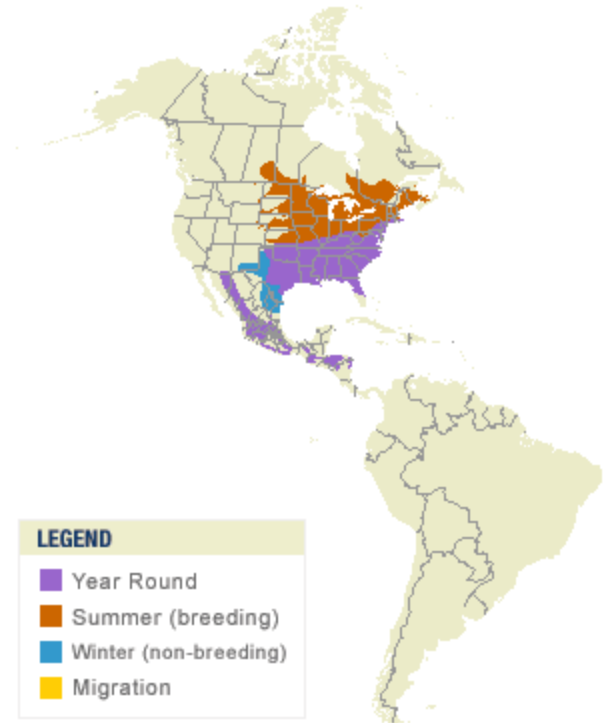 LEGEND
Year Round
Summer (breeding)
Winter (non-breeding)
Migration